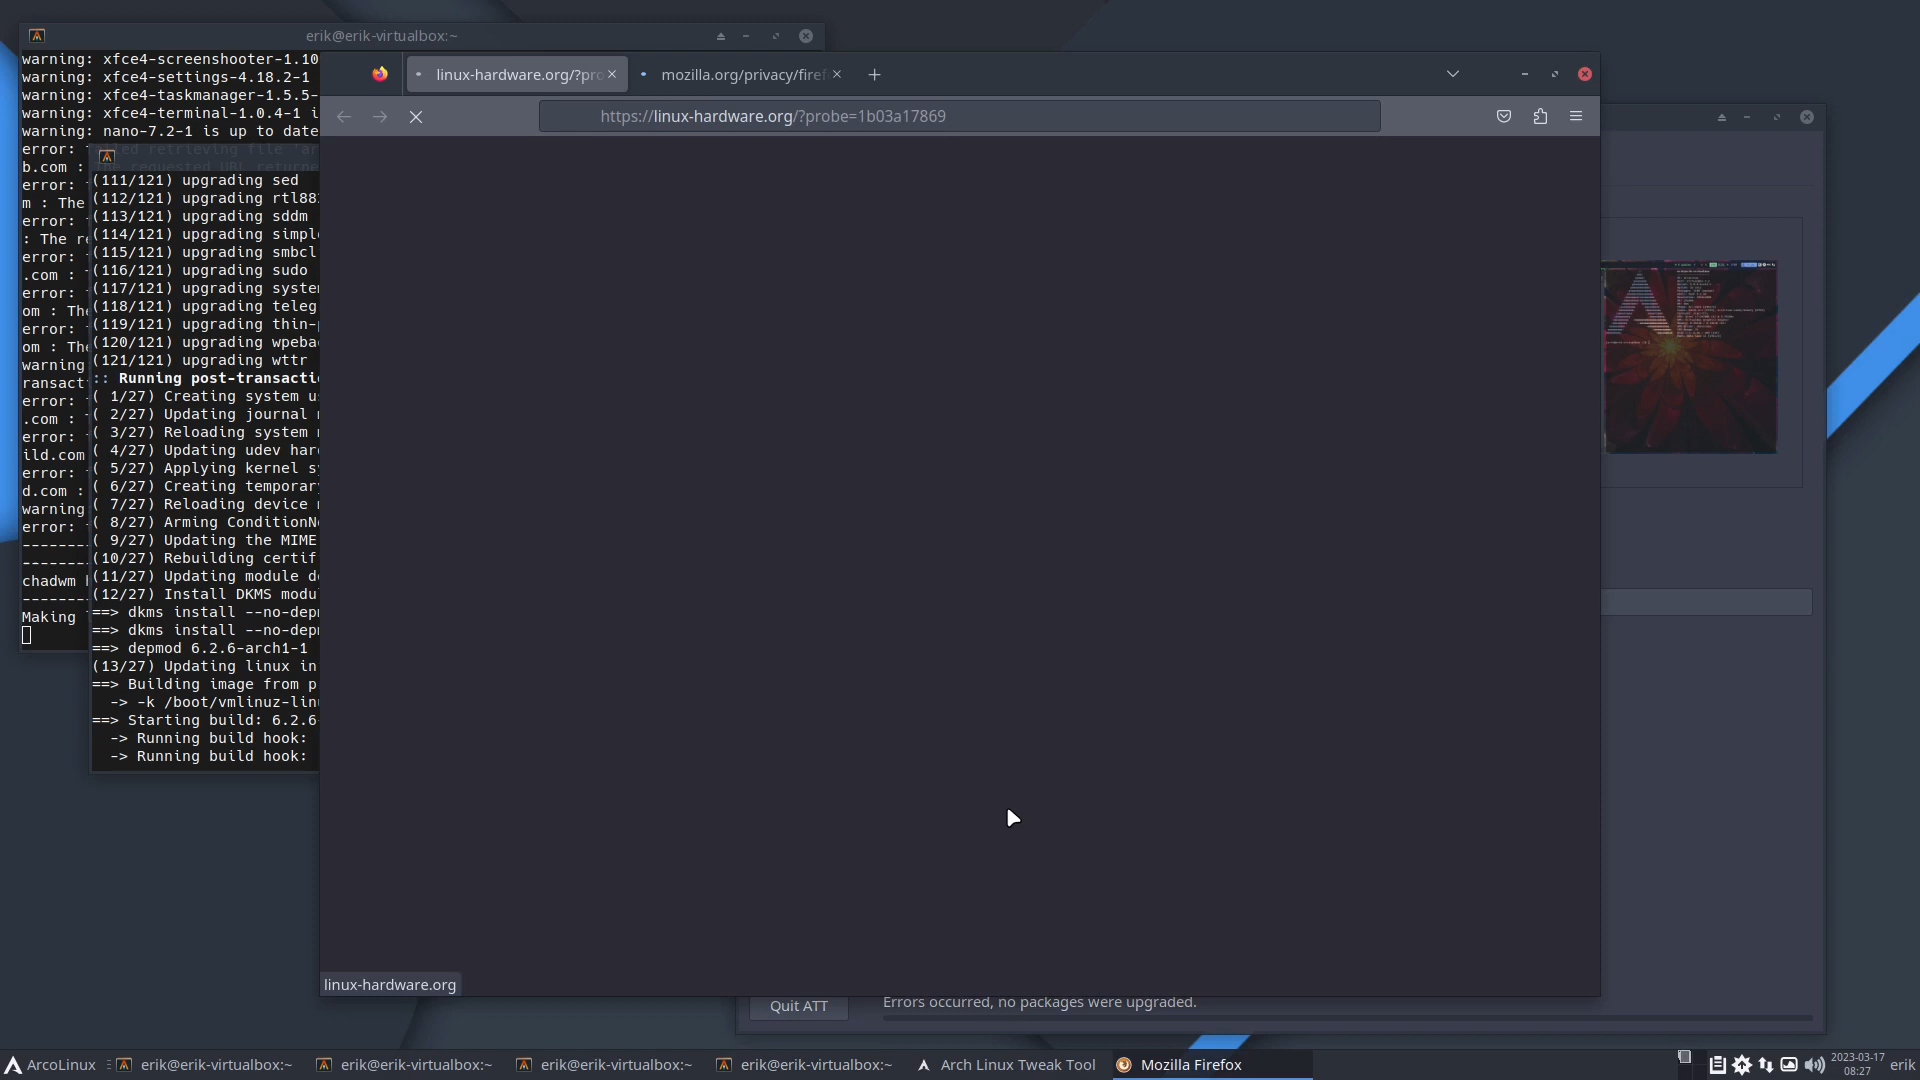 erik@erik-virtualbox:~
warning: xfce4-screenshooter-1.10
warning: xfce4-settings-4.18.2-1
warning: xfce4-taskmanager-1.5.5-
warning: xfce4-terminal-1.0.4-1 i
warning: nano-7.2-1 is up to date
error:
b.com :
error:
m : The
error:
: The re
error:
.com :
error:
om : The
error:
om : The
warning
ransact
error:
.com :
error:
ild.com
error:
d.com :
warning
error:
--------
--------
chadwm
--------
Making
(111/121) upgrading sed
(112/121) upgrading rtl88
(113/121) upgrading sddm
(114/121) upgrading simpl
(115/121) upgrading smbcl
(116/121) upgrading sudo
(117/121) upgrading syste
(118/121) upgrading teleg
(119/121) upgrading thin-
(120/121) upgrading wpeba
(121/121) upgrading wttr
:: Running post-transacti
( 1/27) Creating system u
( 2/27) Updating journal
( 3/27) Reloading system
( 4/27) Updating udev har
( 5/27) Applying kernel s
( 6/27) Creating temporar
( 7/27) Reloading device
( 8/27) Arming ConditionN
( 9/27) Updating the MIME
(10/27) Rebuilding certif
(11/27) Updating module d
(12/27) Install DKMS modu
==> dkms install --no-dep
==> dkms install --no-dep
==> depmod 6.2.6-arch1-1
(13/27) Updating linux in
==> Building image from p
-> -k /boot/vmlinuz-lin
==> Starting build: 6.2.6
-> Running build hook:
-> Running build hook:
linux-hardware.org/?pro
mozilla.org/privacy/firef
https://linux-hardware.org/?probe=1b03a17869
linux-hardware.org
Quit ATT
Errors occurred, no packages were upgraded.
ArcoLinux
erik@erik-virtualbox:~
erik@erik-virtualbox:~
erik@erik-virtualbox:~
erik@erik-virtualbox:~
Arch Linux Tweak Tool
Mozilla Firefox
2023-03-17
08:27
erik